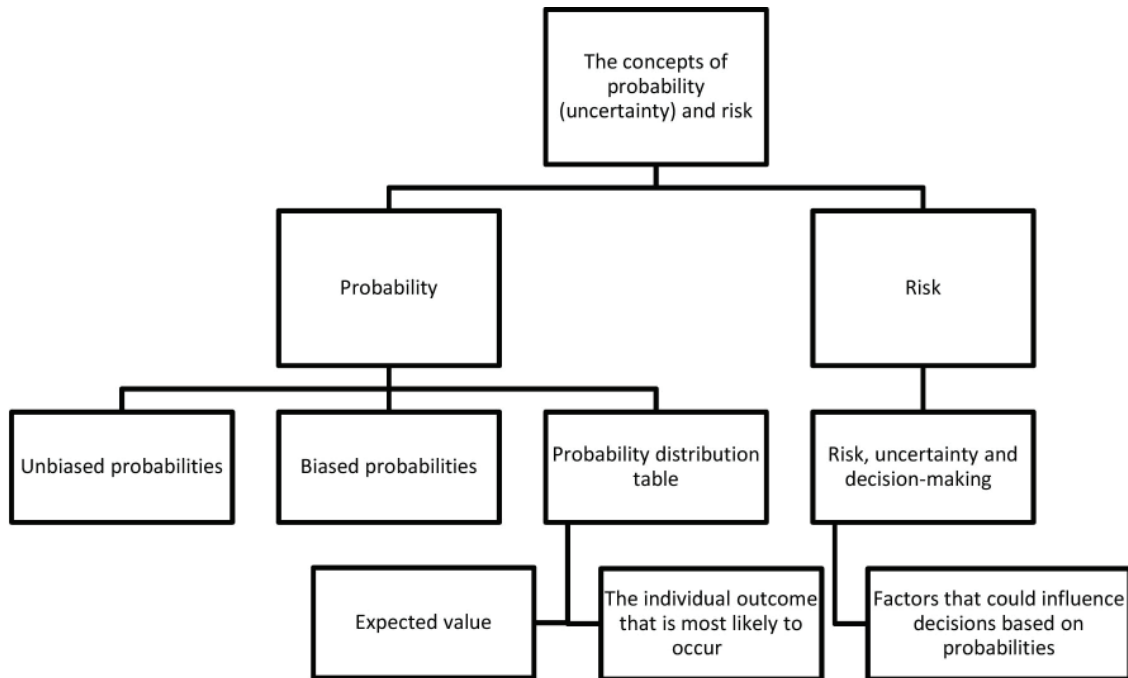 The concepts of
probability
(uncertainty) and risk
Probability
Risk
Unbiased probabilities
Biased probabilities
Probability distribution
table
Risk, uncertainty and
decision-making
Expected value
The individual outcome
that is most likely to
occur
Factors that could influence
decisions based on
probabilities